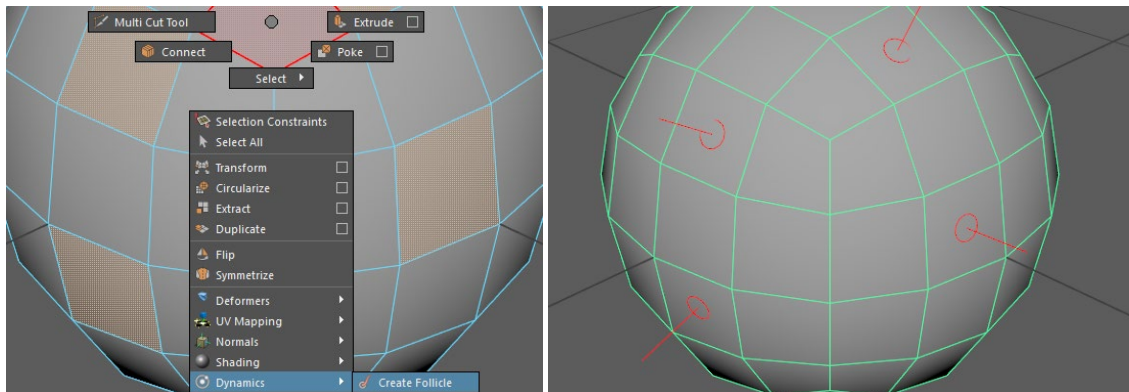 Multi Cut Tool
Extrude
Connect
Poke
Select
Selection Constraints
Select All
Transform
Circularize
Extract
Duplicate
Flip
Symmetrize
Deformers
UV Mapping
Normals
Shading
Dynamics
Create Follicle